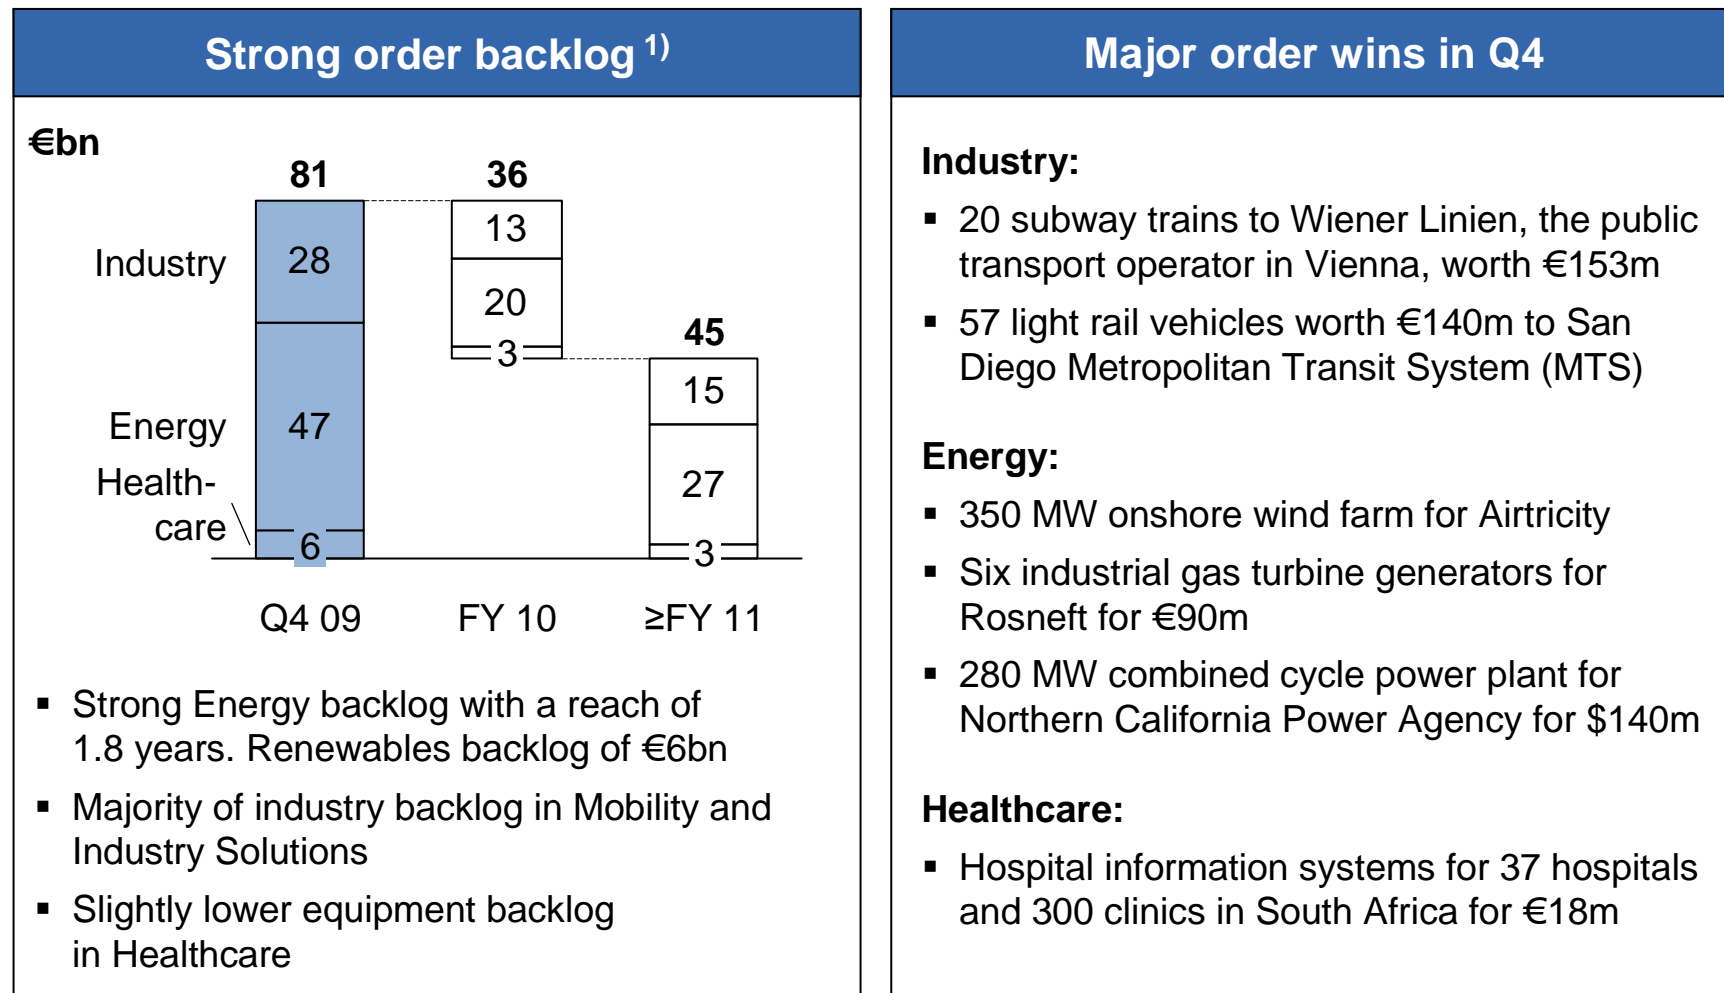 Strong order backlog 1)
€bn
81 36
13
Industry 28
20
3
45
15
Energy 47
Health-
care
27
6 3
Q4 09 FY 10 ≥FY 11
▪ Strong Energy backlog with a reach of
1.8 years. Renewables backlog of €6bn
▪ Majority of industry backlog in Mobility and
Industry Solutions
▪ Slightly lower equipment backlog
in Healthcare
Major order wins in Q4
Industry:
▪ 20 subway trains to Wiener Linien, the public
transport operator in Vienna, worth €153m
▪ 57 light rail vehicles worth €140m to San
Diego Metropolitan Transit System (MTS)
Energy:
▪ 350 MW onshore wind farm for Airtricity
▪ Six industrial gas turbine generators for
Rosneft for €90m
▪ 280 MW combined cycle power plant for
Northern California Power Agency for $140m
Healthcare:
▪ Hospital information systems for 37 hospitals
and 300 clinics in South Africa for €18m